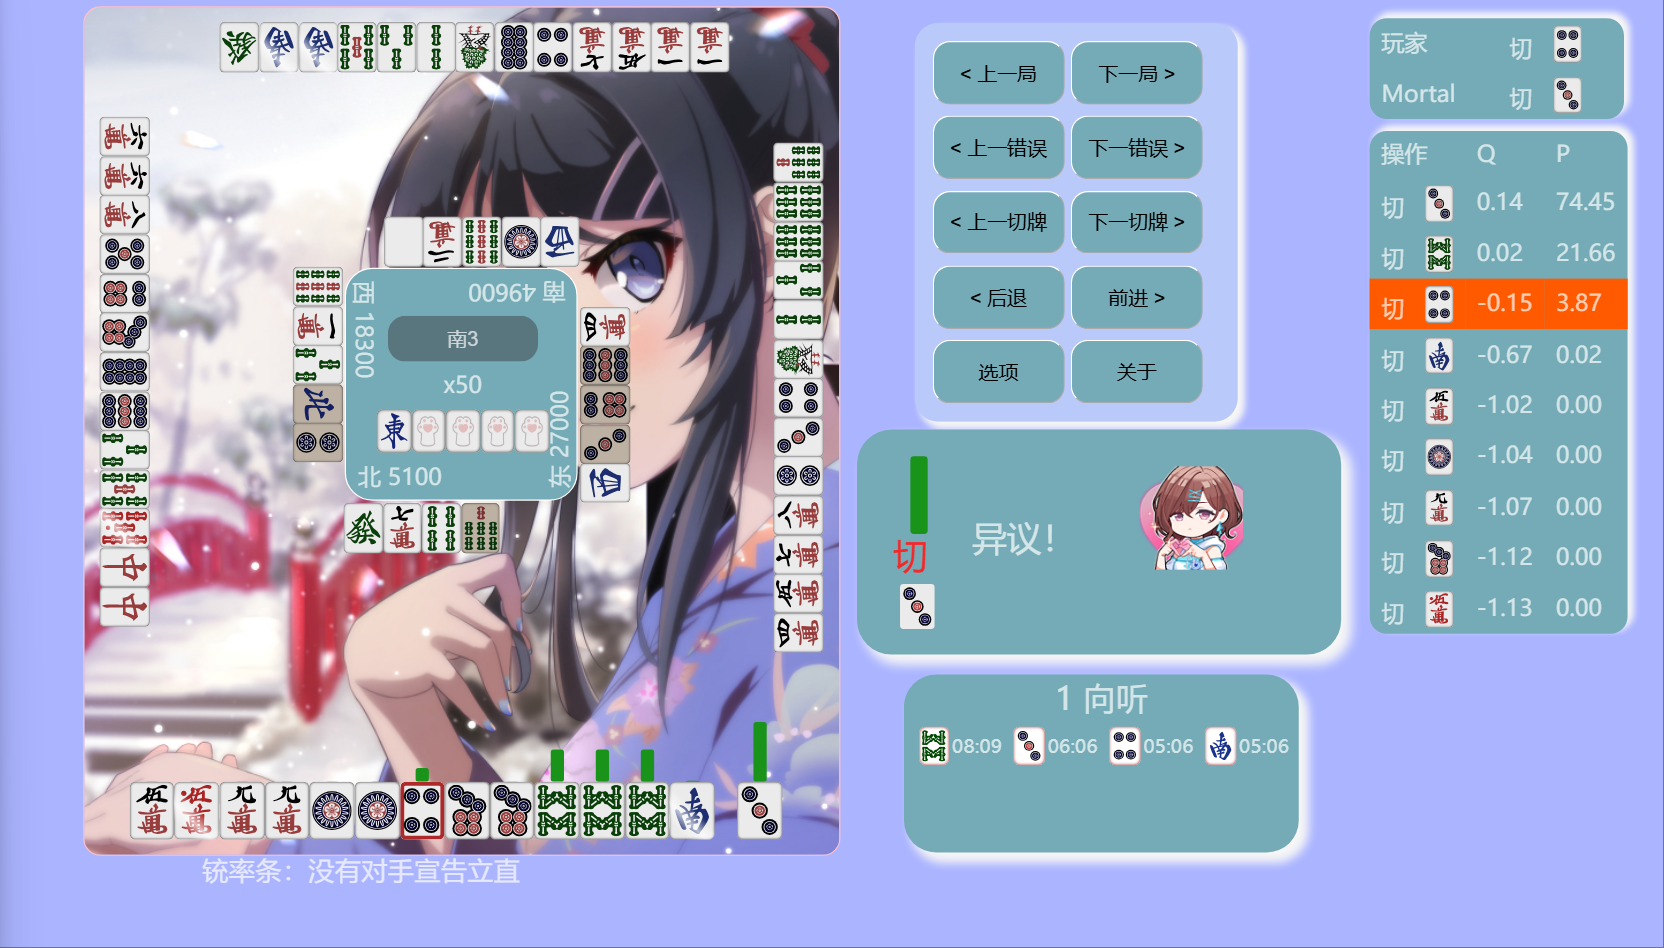 西 18300
南 49600
南3
x50
东 27000
北 5100
铳率条：没有对手宣告立直
< 上一局
下一局 >
< 上一错误
下一错误 >
< 上一切牌
下一切牌 >
< 后退
前进 >
选项
关于
切
异议！
1 向听
08:09
06:06
05:06
05:06
玩家 切
Mortal 切
操作 Q P
切 0.14 74.45
切 0.02 21.66
切 -0.15 3.87
切 -0.67 0.02
切 -1.02 0.00
切 -1.04 0.00
切 -1.07 0.00
切 -1.12 0.00
切 -1.13 0.00